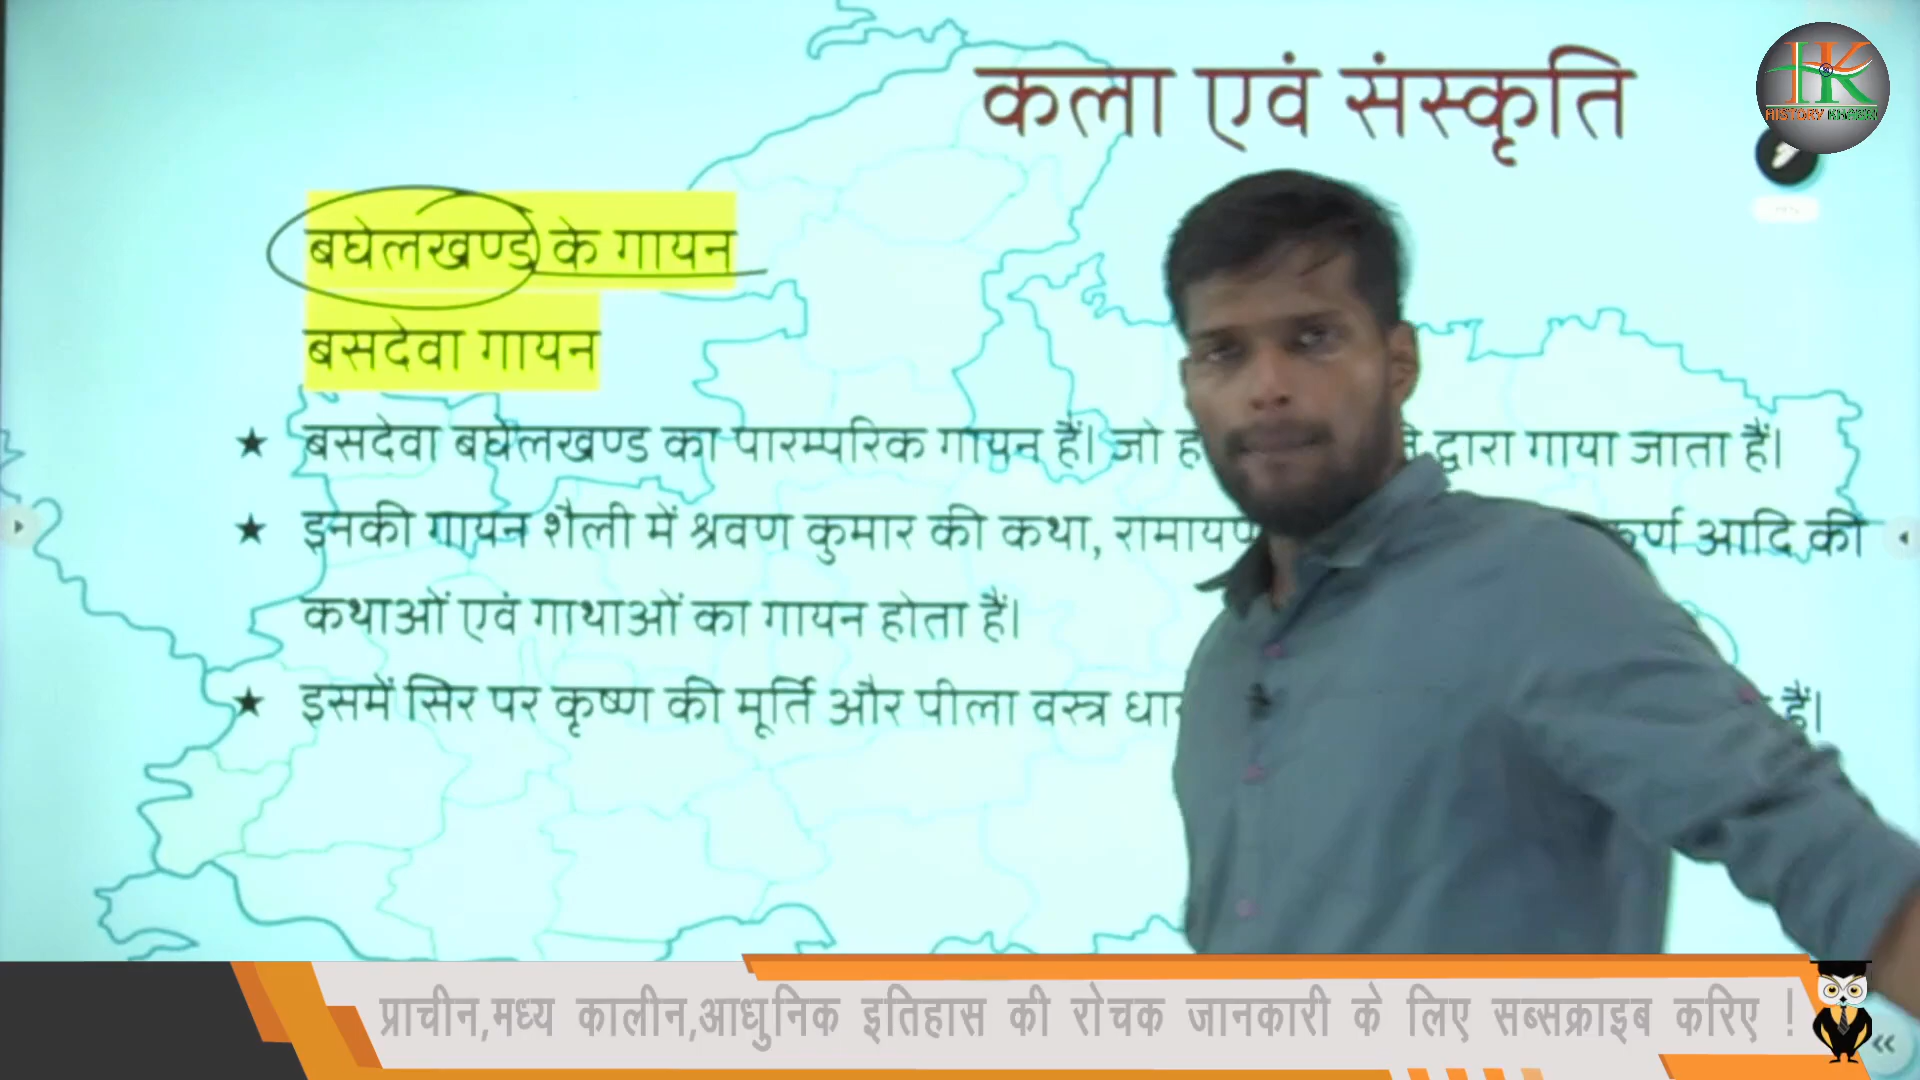 कला एवं संस्कृति
HISTORY
बघेलखण्ड के गायन
बसदेवा गायन
★ बसदेवा बघेलखण्ड का पारम्परिक गायन हैं। जो द्वारा गाया जाता हैं।
★ इनकी गायन शैली में श्रवण कुमार की कथा, आदि की
कथाओं एवं गाथाओं का गायन होता हैं।
★ इसमें सिर पर कृष्ण की मूर्ति और पीला वस्त्र हैं।
प्राचीन,मध्य कालीन,आधुनिक इतिहास की रोचक जानकारी के लिए सब्सक्राइब करिए !